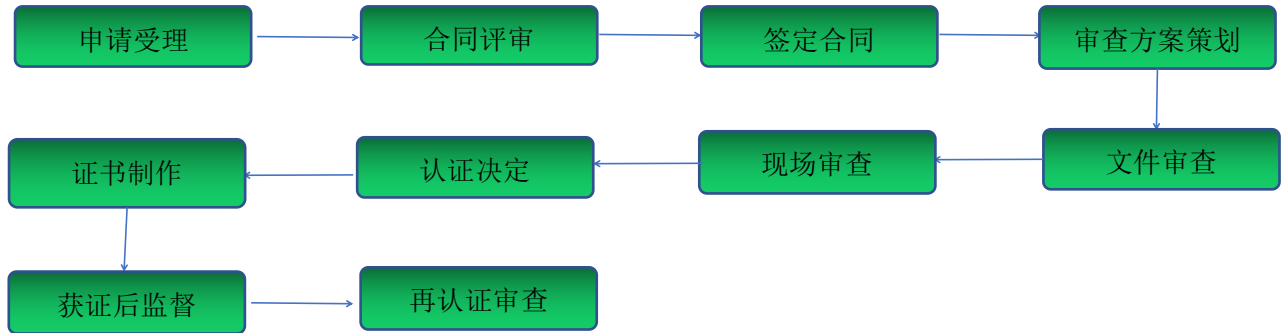 申请受理
合同评审
签定合同
审查方案策划
文件审查
现场审查
认证决定
证书制作
获证后监督
再认证审查